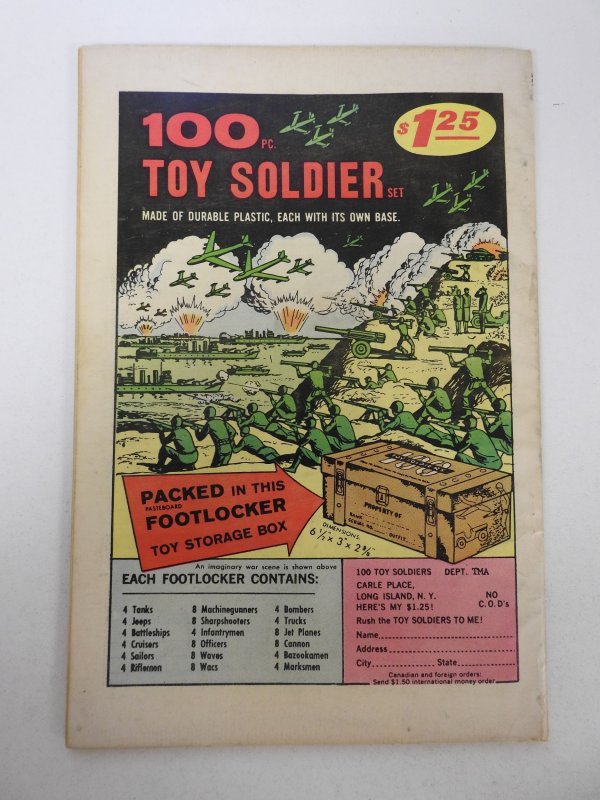 100 PC.
$1.25
TOY SOLDIER SET
MADE OF DURABLE PLASTIC, EACH WITH ITS OWN BASE.
PACKED IN THIS
PASTEBOARD
FOOTLOCKER
TOY STORAGE BOX
PROPERTY OF
NAME
SERIAL NO.
OUTFIT
DIMENSIONS:
6 1/2 x 3" x 2 3/8"
An imaginary war scene is shown above
EACH FOOTLOCKER CONTAINS:
4 Tanks
4 Jeeps
4 Battleships
4 Cruisers
4 Sailors
4 Riflemen
8 Machinegunners
8 Sharpshooters
4 Infantrymen
8 Officers
8 Waves
8 Wacs
4 Bombers
4 Trucks
8 Jet Planes
8 Cannon
4 Bazookamen
4 Marksmen
100 TOY SOLDIERS DEPT. TMA
CARLE PLACE,
LONG ISLAND, N. Y.
HERE'S MY $1.25!
NO
C.O.D's
Rush the TOY SOLDIERS TO ME!
Name
Address
City State
Canadian and foreign orders:
Send $1.50 international money order